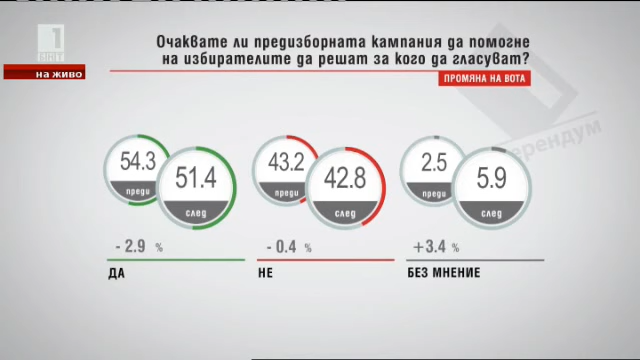 1
БНТ
на живо
Очаквате ли предизборната кампания да помогне
на избирателите да решат за кого да гласуват?
ПРОМЯНА НА ВОТА
54.3
преди
51.4
след
43.2
преди
42.8
след
2.5
преди
5.9
след
- 2.9 %
- 0.4 %
+3.4 %
ДА
НЕ
БЕЗ МНЕНИЕ